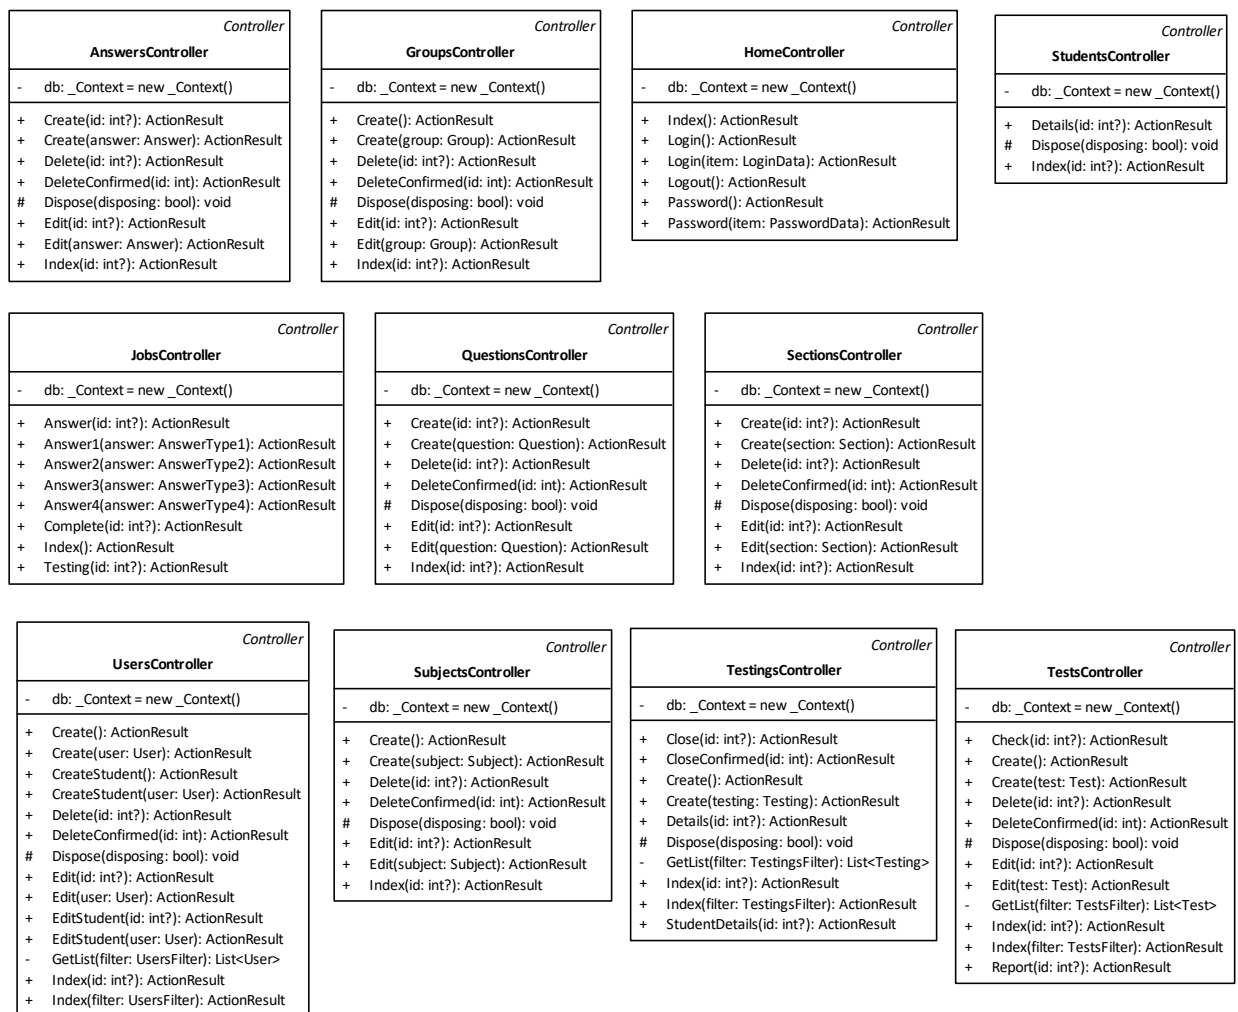 Controller
AnswersController
- db: _Context = new _Context()
+ Create(id: int?): ActionResult
+ Create(answer: Answer): ActionResult
+ Delete(id: int?): ActionResult
+ DeleteConfirmed(id: int): ActionResult
# Dispose(disposing: bool): void
+ Edit(id: int?): ActionResult
+ Edit(answer: Answer): ActionResult
+ Index(id: int?): ActionResult
Controller
GroupsController
- db: _Context = new _Context()
+ Create(): ActionResult
+ Create(group: Group): ActionResult
+ Delete(id: int?): ActionResult
+ DeleteConfirmed(id: int): ActionResult
# Dispose(disposing: bool): void
+ Edit(id: int?): ActionResult
+ Edit(group: Group): ActionResult
+ Index(id: int?): ActionResult
Controller
HomeController
- db: _Context = new _Context()
+ Index(): ActionResult
+ Login(): ActionResult
+ Login(item: LoginData): ActionResult
+ Logout(): ActionResult
+ Password(): ActionResult
+ Password(item: PasswordData): ActionResult
Controller
StudentsController
- db: _Context = new _Context()
+ Details(id: int?): ActionResult
# Dispose(disposing: bool): void
+ Index(id: int?): ActionResult
Controller
JobsController
- db: _Context = new _Context()
+ Answer(id: int?): ActionResult
+ Answer1(answer: AnswerType1): ActionResult
+ Answer2(answer: AnswerType2): ActionResult
+ Answer3(answer: AnswerType3): ActionResult
+ Answer4(answer: AnswerType4): ActionResult
+ Complete(id: int?): ActionResult
+ Index(): ActionResult
+ Testing(id: int?): ActionResult
Controller
QuestionsController
- db: _Context = new _Context()
+ Create(id: int?): ActionResult
+ Create(question: Question): ActionResult
+ Delete(id: int?): ActionResult
+ DeleteConfirmed(id: int): ActionResult
# Dispose(disposing: bool): void
+ Edit(id: int?): ActionResult
+ Edit(question: Question): ActionResult
+ Index(id: int?): ActionResult
Controller
SectionsController
- db: _Context = new _Context()
+ Create(id: int?): ActionResult
+ Create(section: Section): ActionResult
+ Delete(id: int?): ActionResult
+ DeleteConfirmed(id: int): ActionResult
# Dispose(disposing: bool): void
+ Edit(id: int?): ActionResult
+ Edit(section: Section): ActionResult
+ Index(id: int?): ActionResult
Controller
UsersController
- db: _Context = new _Context()
+ Create(): ActionResult
+ Create(user: User): ActionResult
+ CreateStudent(): ActionResult
+ CreateStudent(user: User): ActionResult
+ Delete(id: int?): ActionResult
+ DeleteConfirmed(id: int): ActionResult
# Dispose(disposing: bool): void
+ Edit(id: int?): ActionResult
+ Edit(user: User): ActionResult
+ EditStudent(id: int?): ActionResult
+ EditStudent(user: User): ActionResult
- GetList(filter: UsersFilter): List<User>
+ Index(id: int?): ActionResult
+ Index(filter: UsersFilter): ActionResult
Controller
SubjectsController
- db: _Context = new _Context()
+ Create(): ActionResult
+ Create(subject: Subject): ActionResult
+ Delete(id: int?): ActionResult
+ DeleteConfirmed(id: int): ActionResult
# Dispose(disposing: bool): void
+ Edit(id: int?): ActionResult
+ Edit(subject: Subject): ActionResult
+ Index(id: int?): ActionResult
Controller
TestingsController
- db: _Context = new _Context()
+ Close(id: int?): ActionResult
+ CloseConfirmed(id: int): ActionResult
+ Create(): ActionResult
+ Create(testing: Testing): ActionResult
+ Details(id: int?): ActionResult
# Dispose(disposing: bool): void
- GetList(filter: TestingsFilter): List<Testing>
+ Index(id: int?): ActionResult
+ Index(filter: TestingsFilter): ActionResult
+ StudentDetails(id: int?): ActionResult
Controller
TestsController
- db: _Context = new _Context()
+ Check(id: int?): ActionResult
+ Create(): ActionResult
+ Create(test: Test): ActionResult
+ Delete(id: int?): ActionResult
+ DeleteConfirmed(id: int): ActionResult
# Dispose(disposing: bool): void
+ Edit(id: int?): ActionResult
+ Edit(test: Test): ActionResult
- GetList(filter: TestsFilter): List<Test>
+ Index(id: int?): ActionResult
+ Index(filter: TestsFilter): ActionResult
+ Report(id: int?): ActionResult